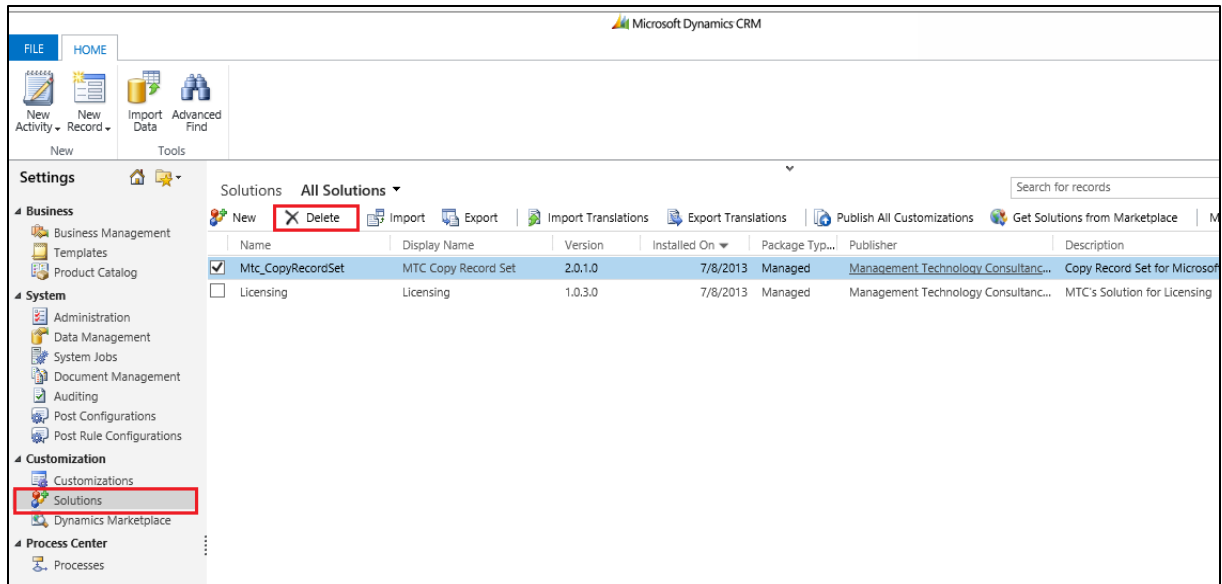 Microsoft Dynamics CRM
FILE HOME
New Activity New Record Import Data Advanced Find
New Tools
Settings
Solutions All Solutions
Search for records
New Delete Import Export Import Translations Export Translations Publish All Customizations Get Solutions from Marketplace M
Name Display Name Version Installed On Package Typ... Publisher Description
Mtc_CopyRecordSet MTC Copy Record Set 2.0.1.0 7/8/2013 Managed Management Technology Consultanc... Copy Record Set for Microsof
Licensing Licensing 1.0.3.0 7/8/2013 Managed Management Technology Consultanc... MTC's Solution for Licensing
Business
Business Management
Templates
Product Catalog
System
Administration
Data Management
System Jobs
Document Management
Auditing
Post Configurations
Post Rule Configurations
Customization
Customizations
Solutions
Dynamics Marketplace
Process Center
Processes